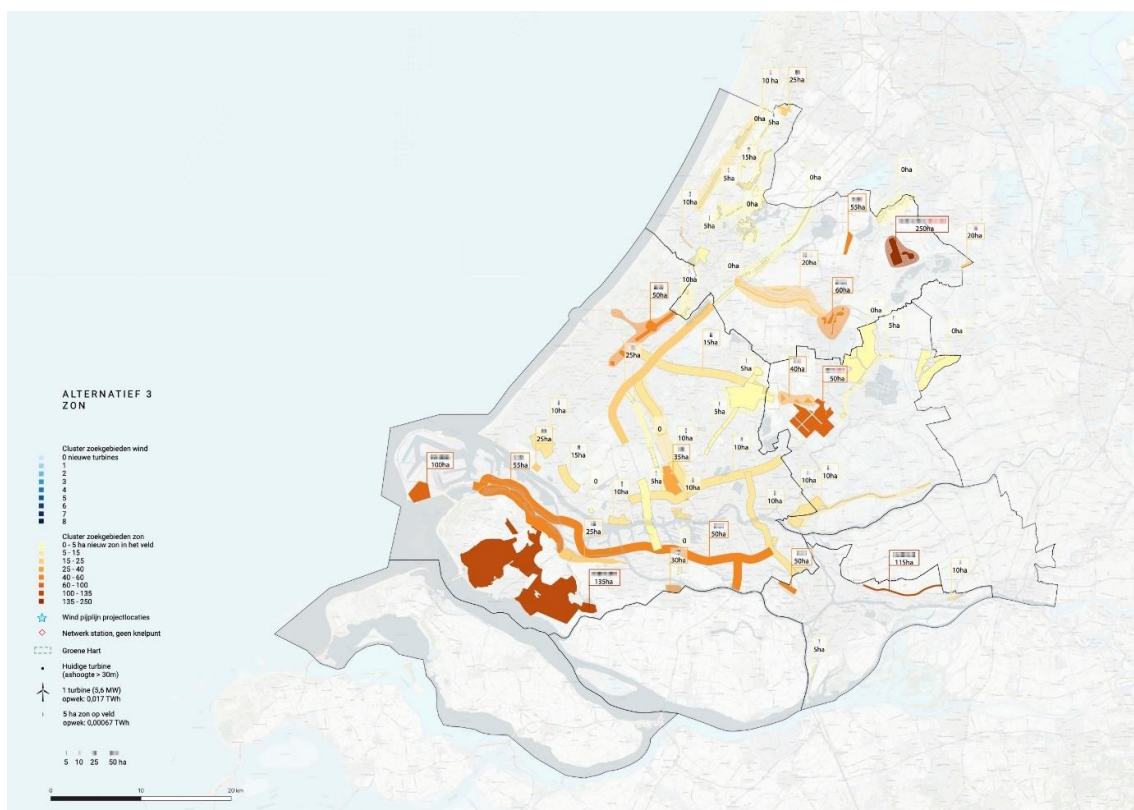 10 ha
25ha
0ha
5ha
15ha
5ha
0ha
0ha
10ha
0ha
55ha
5ha
250ha
20ha
0ha
20ha
10ha
60ha
50ha
0ha
5ha
0ha
15ha
25ha
5ha
40ha
50ha
ALTERNATIEF 3
ZON
5ha
10ha
0
10ha
25ha
10ha
15ha
35ha
Cluster zoekgebieden wind
0 nieuwe turbines
1
2
3
4
5
6
7
8
100ha
55ha
0
5ha
10ha
10ha
10ha
10ha
10ha
25ha
50ha
0
Cluster zoekgebieden zon
0 - 5 ha nieuw zon in het veld
5 - 15
15 - 25
25 - 40
40 - 60
60 - 100
100 - 135
135 - 250
30ha
50ha
115ha
10ha
135ha
Wind pijplijn projectlocaties
Netwerk station, geen knelpunt
Groene Hart
Huidige turbine
(ashoogte > 30m)
1 turbine (5,6 MW)
opwek: 0,017 TWh
5 ha zon op veld
opwek: 0,00067 TWh
5ha
5 10 25 50 ha
0 10 20 km